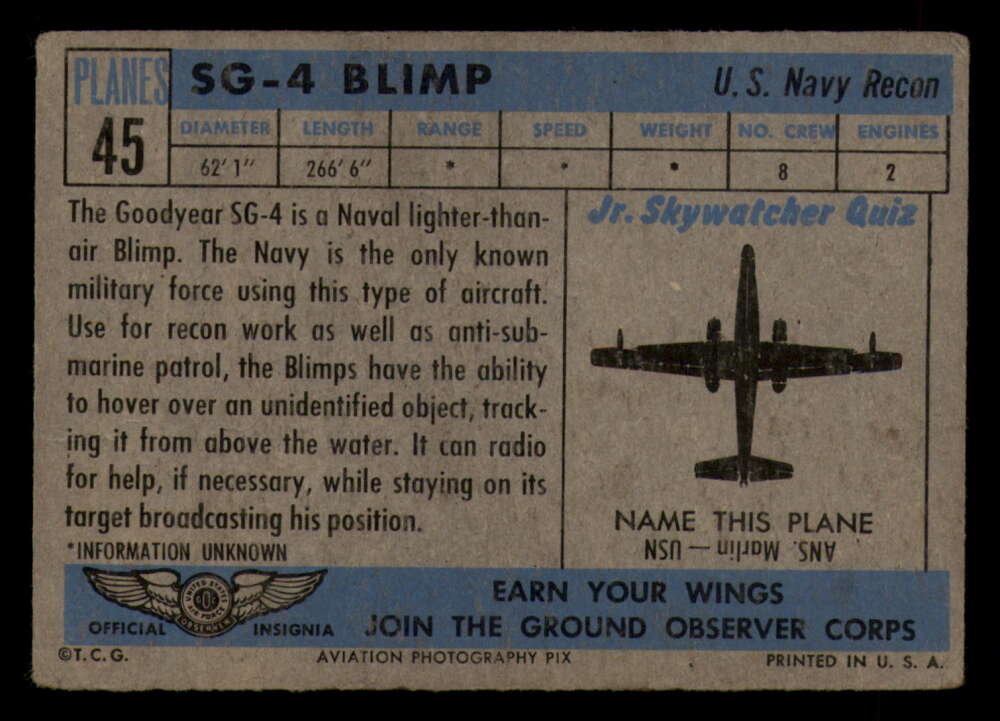 PLANES
45
SG-4 BLIMP U. S. Navy Recon
DIAMETER LENGTH RANGE SPEED WEIGHT NO. CREW ENGINES
62' 1" 266' 6" * * * 8 2
The Goodyear SG-4 is a Naval lighter-than-
air Blimp. The Navy is the only known
military force using this type of aircraft.
Use for recon work as well as anti-sub-
marine patrol, the Blimps have the ability
to hover over an unidentified object, track-
ing it from above the water. It can radio
for help, if necessary, while staying on its
target broadcasting his position.
*INFORMATION UNKNOWN
Jr. Skywatcher Quiz
NAME THIS PLANE
ANS. Marlin — USN
UNITED STATES
GOC
AIR FORCE
OBSERVER
OFFICIAL INSIGNIA
EARN YOUR WINGS
JOIN THE GROUND OBSERVER CORPS
©T.C.G. AVIATION PHOTOGRAPHY PIX PRINTED IN U. S. A.